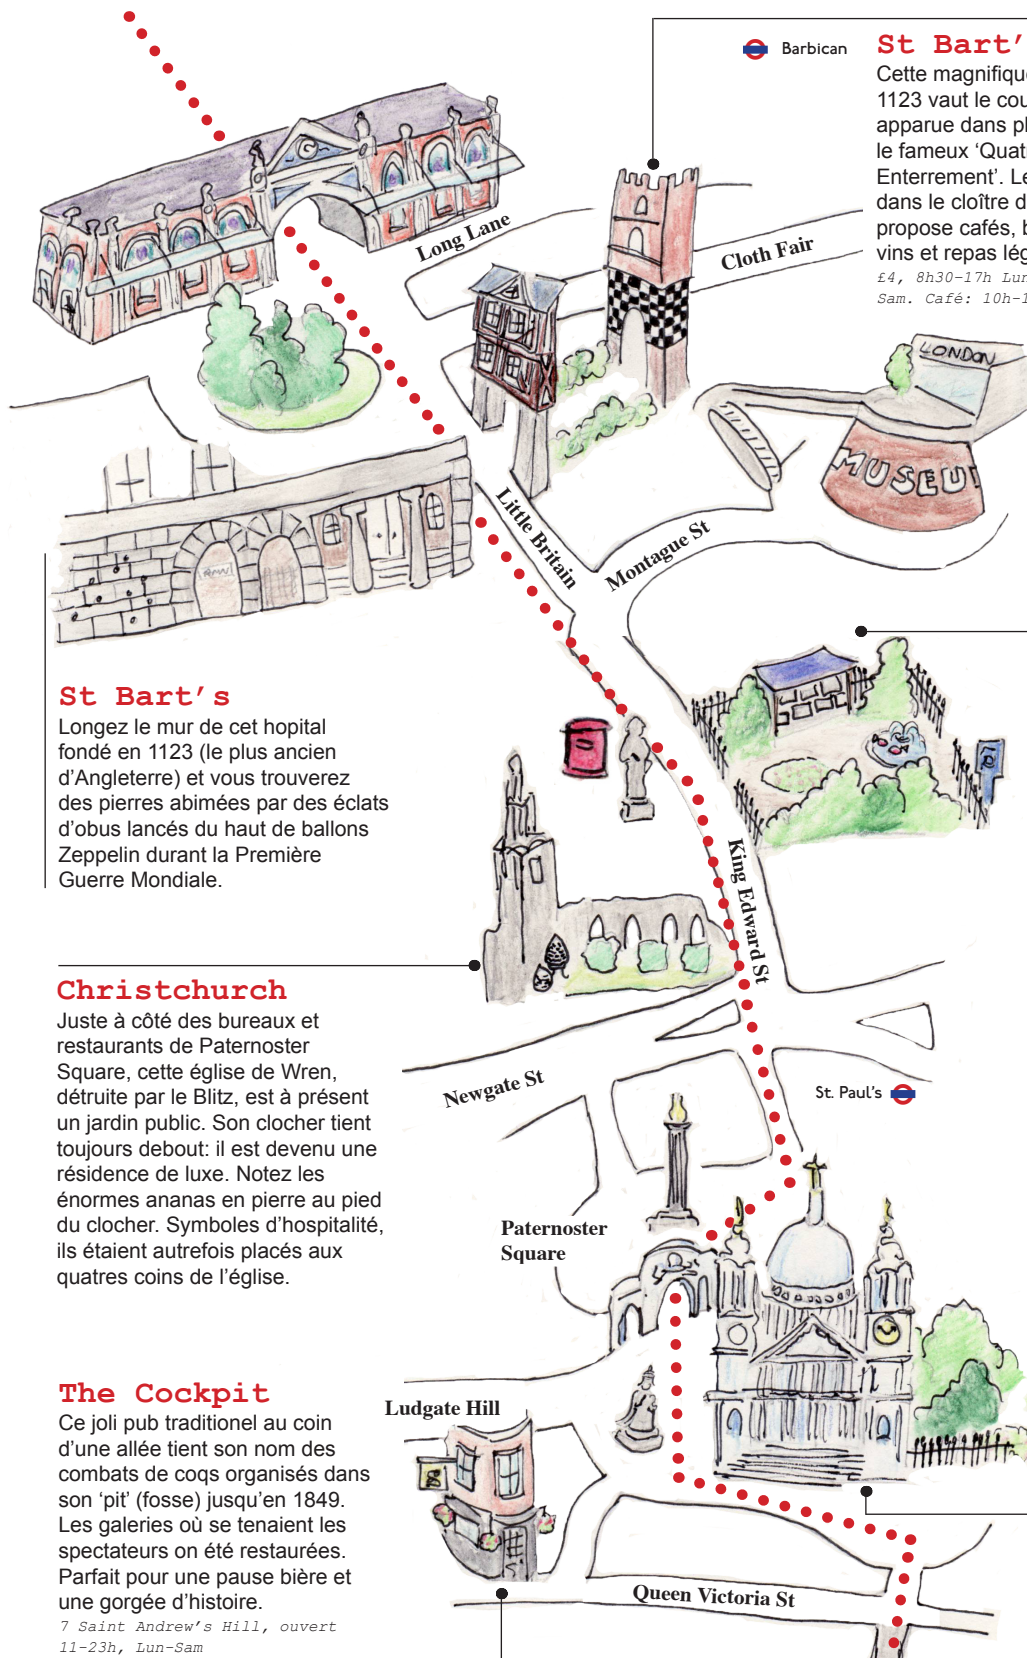 Barbican
St Bart'
Cette magnifique
1123 vaut le cou
apparue dans pl
le fameux 'Quat
Enterrement'. Le
dans le cloître d
propose cafés, b
vins et repas lég
£4, 8h30-17h Lun
Sam. Café: 10h-1
Long Lane
Cloth Fair
LONDON
MUSEU
Little Britain
Montague St
St Bart's
Longez le mur de cet hopital
fondé en 1123 (le plus ancien
d'Angleterre) et vous trouverez
des pierres abimées par des éclats
d'obus lancés du haut de ballons
Zeppelin durant la Première
Guerre Mondiale.
King Edward St
Christchurch
Juste à côté des bureaux et
restaurants de Paternoster
Square, cette église de Wren,
détruite par le Blitz, est à présent
un jardin public. Son clocher tient
toujours debout: il est devenu une
résidence de luxe. Notez les
énormes ananas en pierre au pied
du clocher. Symboles d'hospitalité,
ils étaient autrefois placés aux
quatres coins de l'église.
Newgate St
St. Paul's
Paternoster
Square
The Cockpit
Ce joli pub traditionel au coin
d'une allée tient son nom des
combats de coqs organisés dans
son 'pit' (fosse) jusqu'en 1849.
Les galeries où se tenaient les
spectateurs on été restaurées.
Parfait pour une pause bière et
une gorgée d'histoire.
7 Saint Andrew's Hill, ouvert
11-23h, Lun-Sam
Ludgate Hill
Queen Victoria St